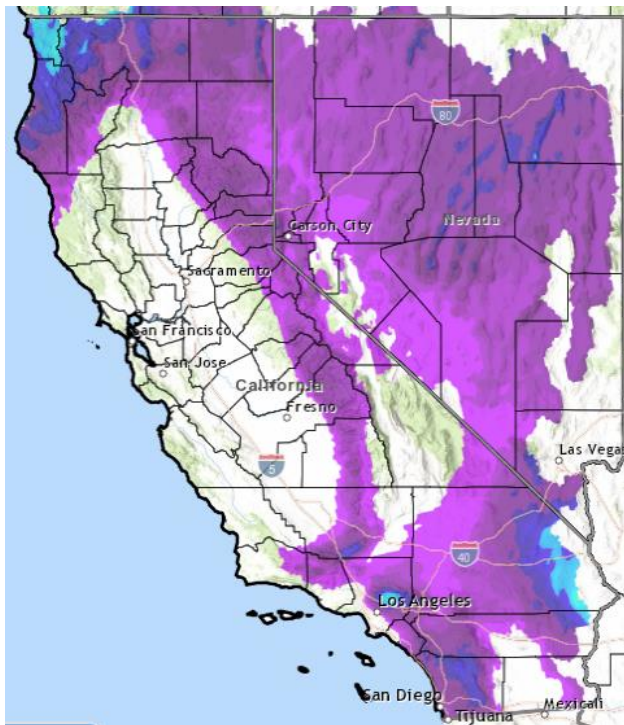 80
Nevada
Carson City
Sacramento
San Francisco
San Jose
California
Fresno
5
Las Vegas
40
Los Angeles
San Diego
Tijuana
Mexicali